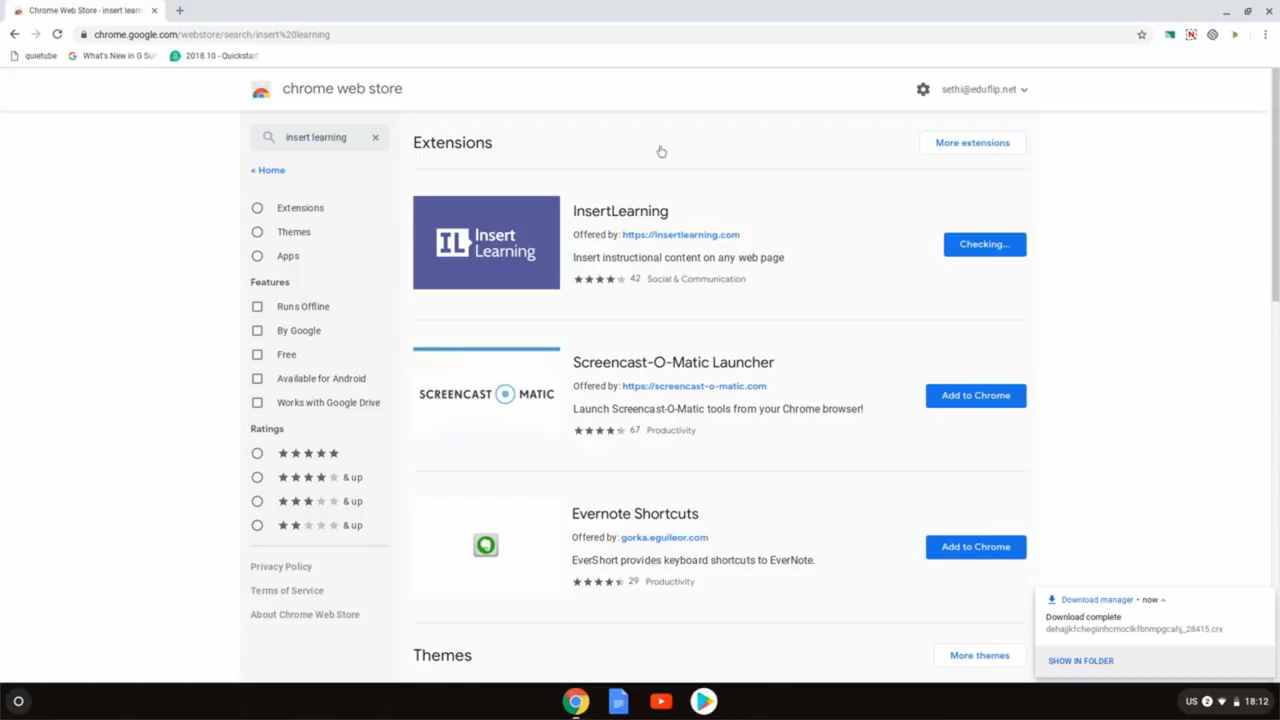 Chrome Web Store - insert learn
chrome.google.com/webstore/search/insert%20learning
quietube
What's New in G Su
2018.10 - Quickstart
chrome web store
sethi@eduflip.net
insert learning
« Home
Extensions
Themes
Apps
Features
Runs Offline
By Google
Free
Available for Android
Works with Google Drive
Ratings
& up
& up
& up
Privacy Policy
Terms of Service
About Chrome Web Store
Extensions
More extensions
IL Insert
Learning
InsertLearning
Offered by: https://insertlearning.com
Insert instructional content on any web page
42 Social & Communication
Checking...
SCREENCAST O MATIC
Screencast-O-Matic Launcher
Offered by: https://screencast-o-matic.com
Launch Screencast-O-Matic tools from your Chrome browser!
67 Productivity
Add to Chrome
Evernote Shortcuts
Offered by: gorka.eguileor.com
EverShort provides keyboard shortcuts to EverNote.
29 Productivity
Add to Chrome
Themes
More themes
Download manager • now
Download complete
SHOW IN FOLDER
US 2 18:12